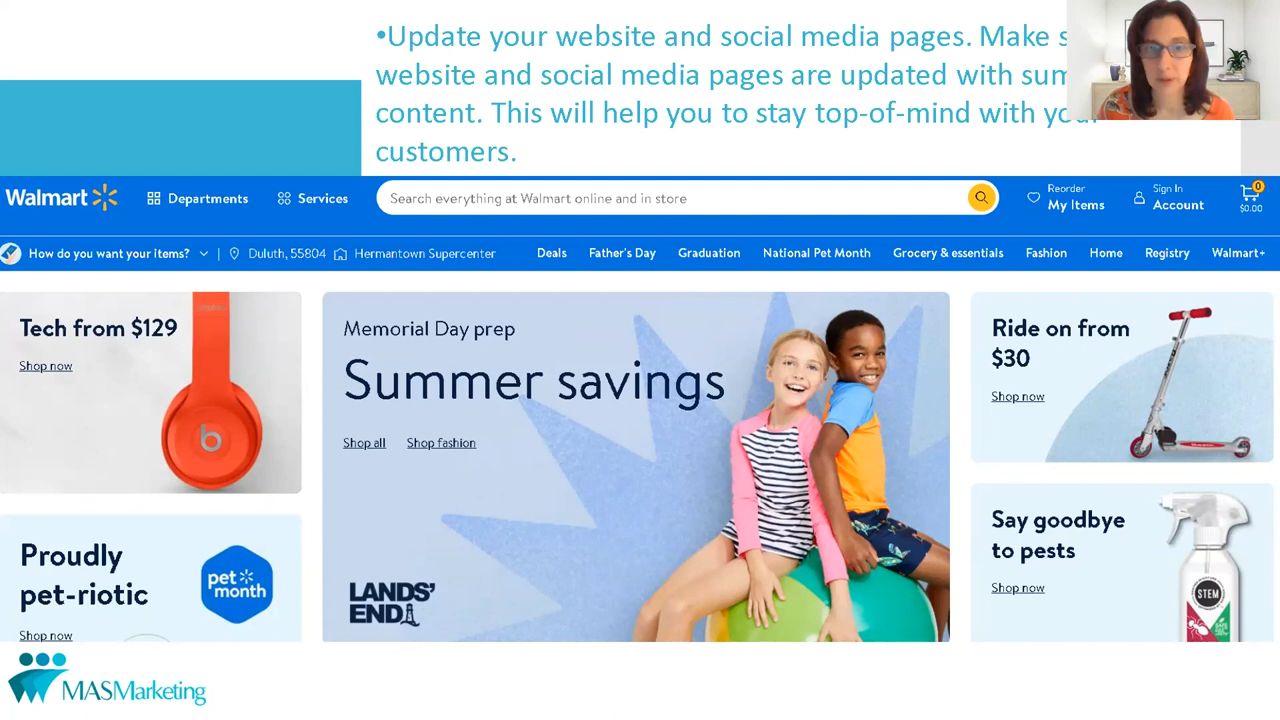 •Update your website and social media pages. Make
website and social media pages are updated with
content. This will help you to stay top-of-mind with
customers.
Walmart
Departments
Services
Search everything at Walmart online and in store
Reorder
My Items
Sign In
Account
0
$0.00
How do you want your items?
Duluth, 55804
Hermantown Supercenter
Deals
Father's Day
Graduation
National Pet Month
Grocery & essentials
Fashion
Home
Registry
Walmart+
Tech from $129
Shop now
b
Memorial Day prep
Summer savings
Shop all
Shop fashion
LANDS'
END
Ride on from
$30
Shop now
Proudly
pet-riotic
Shop now
pet
month
Say goodbye
to pests
Shop now
STEM
MASMarketing